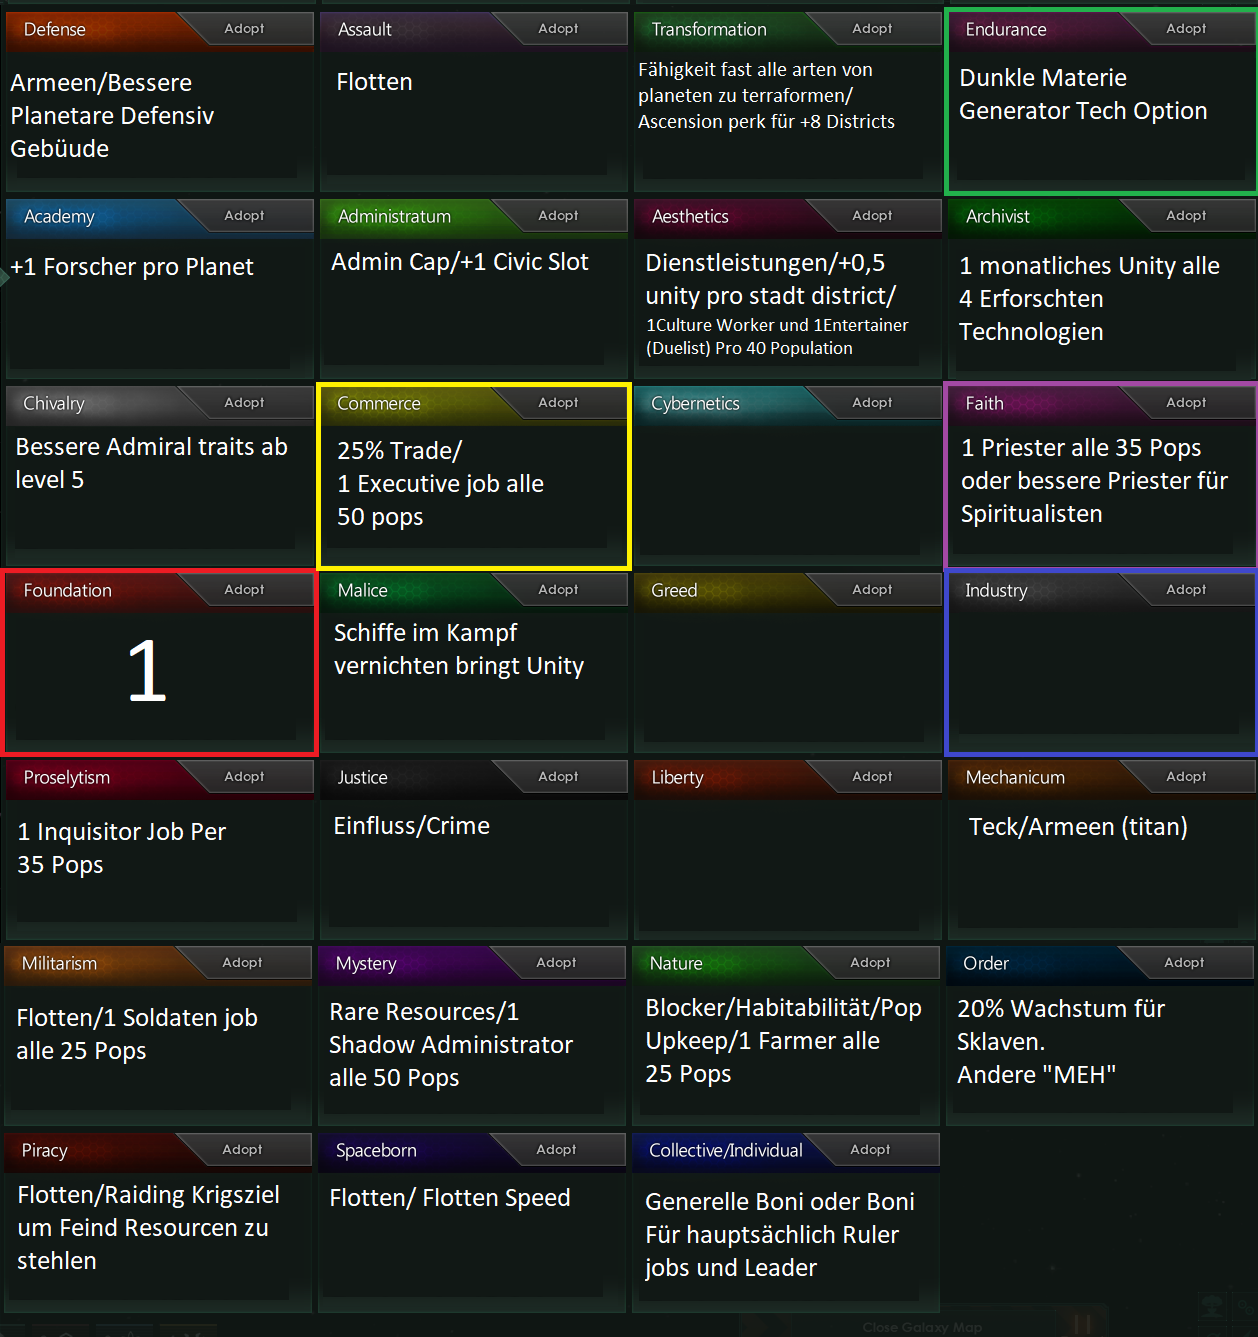 Defense Adopt
Armeen/Bessere
Planetare Defensiv
Gebüude
Assault Adopt
Flotten
Transformation Adopt
Fähigkeit fast alle arten von
planeten zu terraformen/
Ascension perk für +8 Districts
Endurance Adopt
Dunkle Materie
Generator Tech Option
Academy Adopt
+1 Forscher pro Planet
Administratum Adopt
Admin Cap/+1 Civic Slot
Aesthetics Adopt
Dienstleistungen/+0,5
unity pro stadt district/
1Culture Worker und 1Entertainer
(Duelist) Pro 40 Population
Archivist Adopt
1 monatliches Unity alle
4 Erforschten
Technologien
Chivalry Adopt
Bessere Admiral traits ab
level 5
Commerce Adopt
25% Trade/
1 Executive job alle
50 pops
Cybernetics Adopt
Faith Adopt
1 Priester alle 35 Pops
oder bessere Priester für
Spiritualisten
Foundation Adopt
1
Malice Adopt
Schiffe im Kampf
vernichten bringt Unity
Greed Adopt
Industry Adopt
Proselytism Adopt
1 Inquisitor Job Per
35 Pops
Justice Adopt
Einfluss/Crime
Liberty Adopt
Mechanicum Adopt
Teck/Armeen (titan)
Militarism Adopt
Flotten/1 Soldaten job
alle 25 Pops
Mystery Adopt
Rare Resources/1
Shadow Administrator
alle 50 Pops
Nature Adopt
Blocker/Habitabilität/Pop
Upkeep/1 Farmer alle
25 Pops
Order Adopt
20% Wachstum für
Sklaven.
Andere "MEH"
Piracy Adopt
Flotten/Raiding Krigsziel
um Feind Resourcen zu
stehlen
Spaceborn Adopt
Flotten/ Flotten Speed
Collective/Individual Adopt
Generelle Boni oder Boni
Für hauptsächlich Ruler
jobs und Leader
Close Galaxy Map